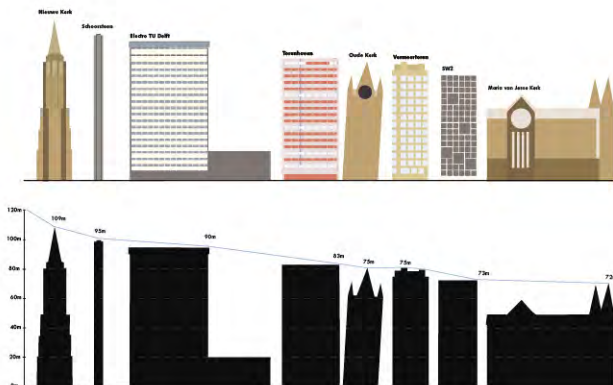 Nieuwe Kerk
Schoorsteen
Electro TU Delft
Torenhoven
Oude Kerk
Vermeertoren
SW2
Maria van Jesse Kerk
120m
109m
100m
95m
90m
83m
75m
75m
73m
72
80m
60m
40m
20m